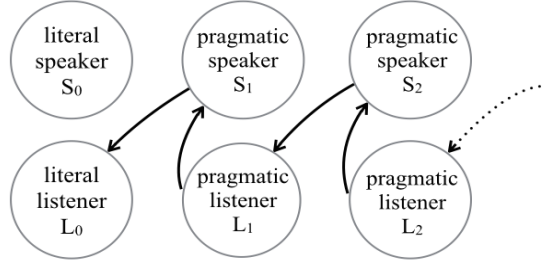 literal
speaker
S₀
pragmatic
speaker
S₁
pragmatic
speaker
S₂
literal
listener
L₀
pragmatic
listener
L₁
pragmatic
listener
L₂